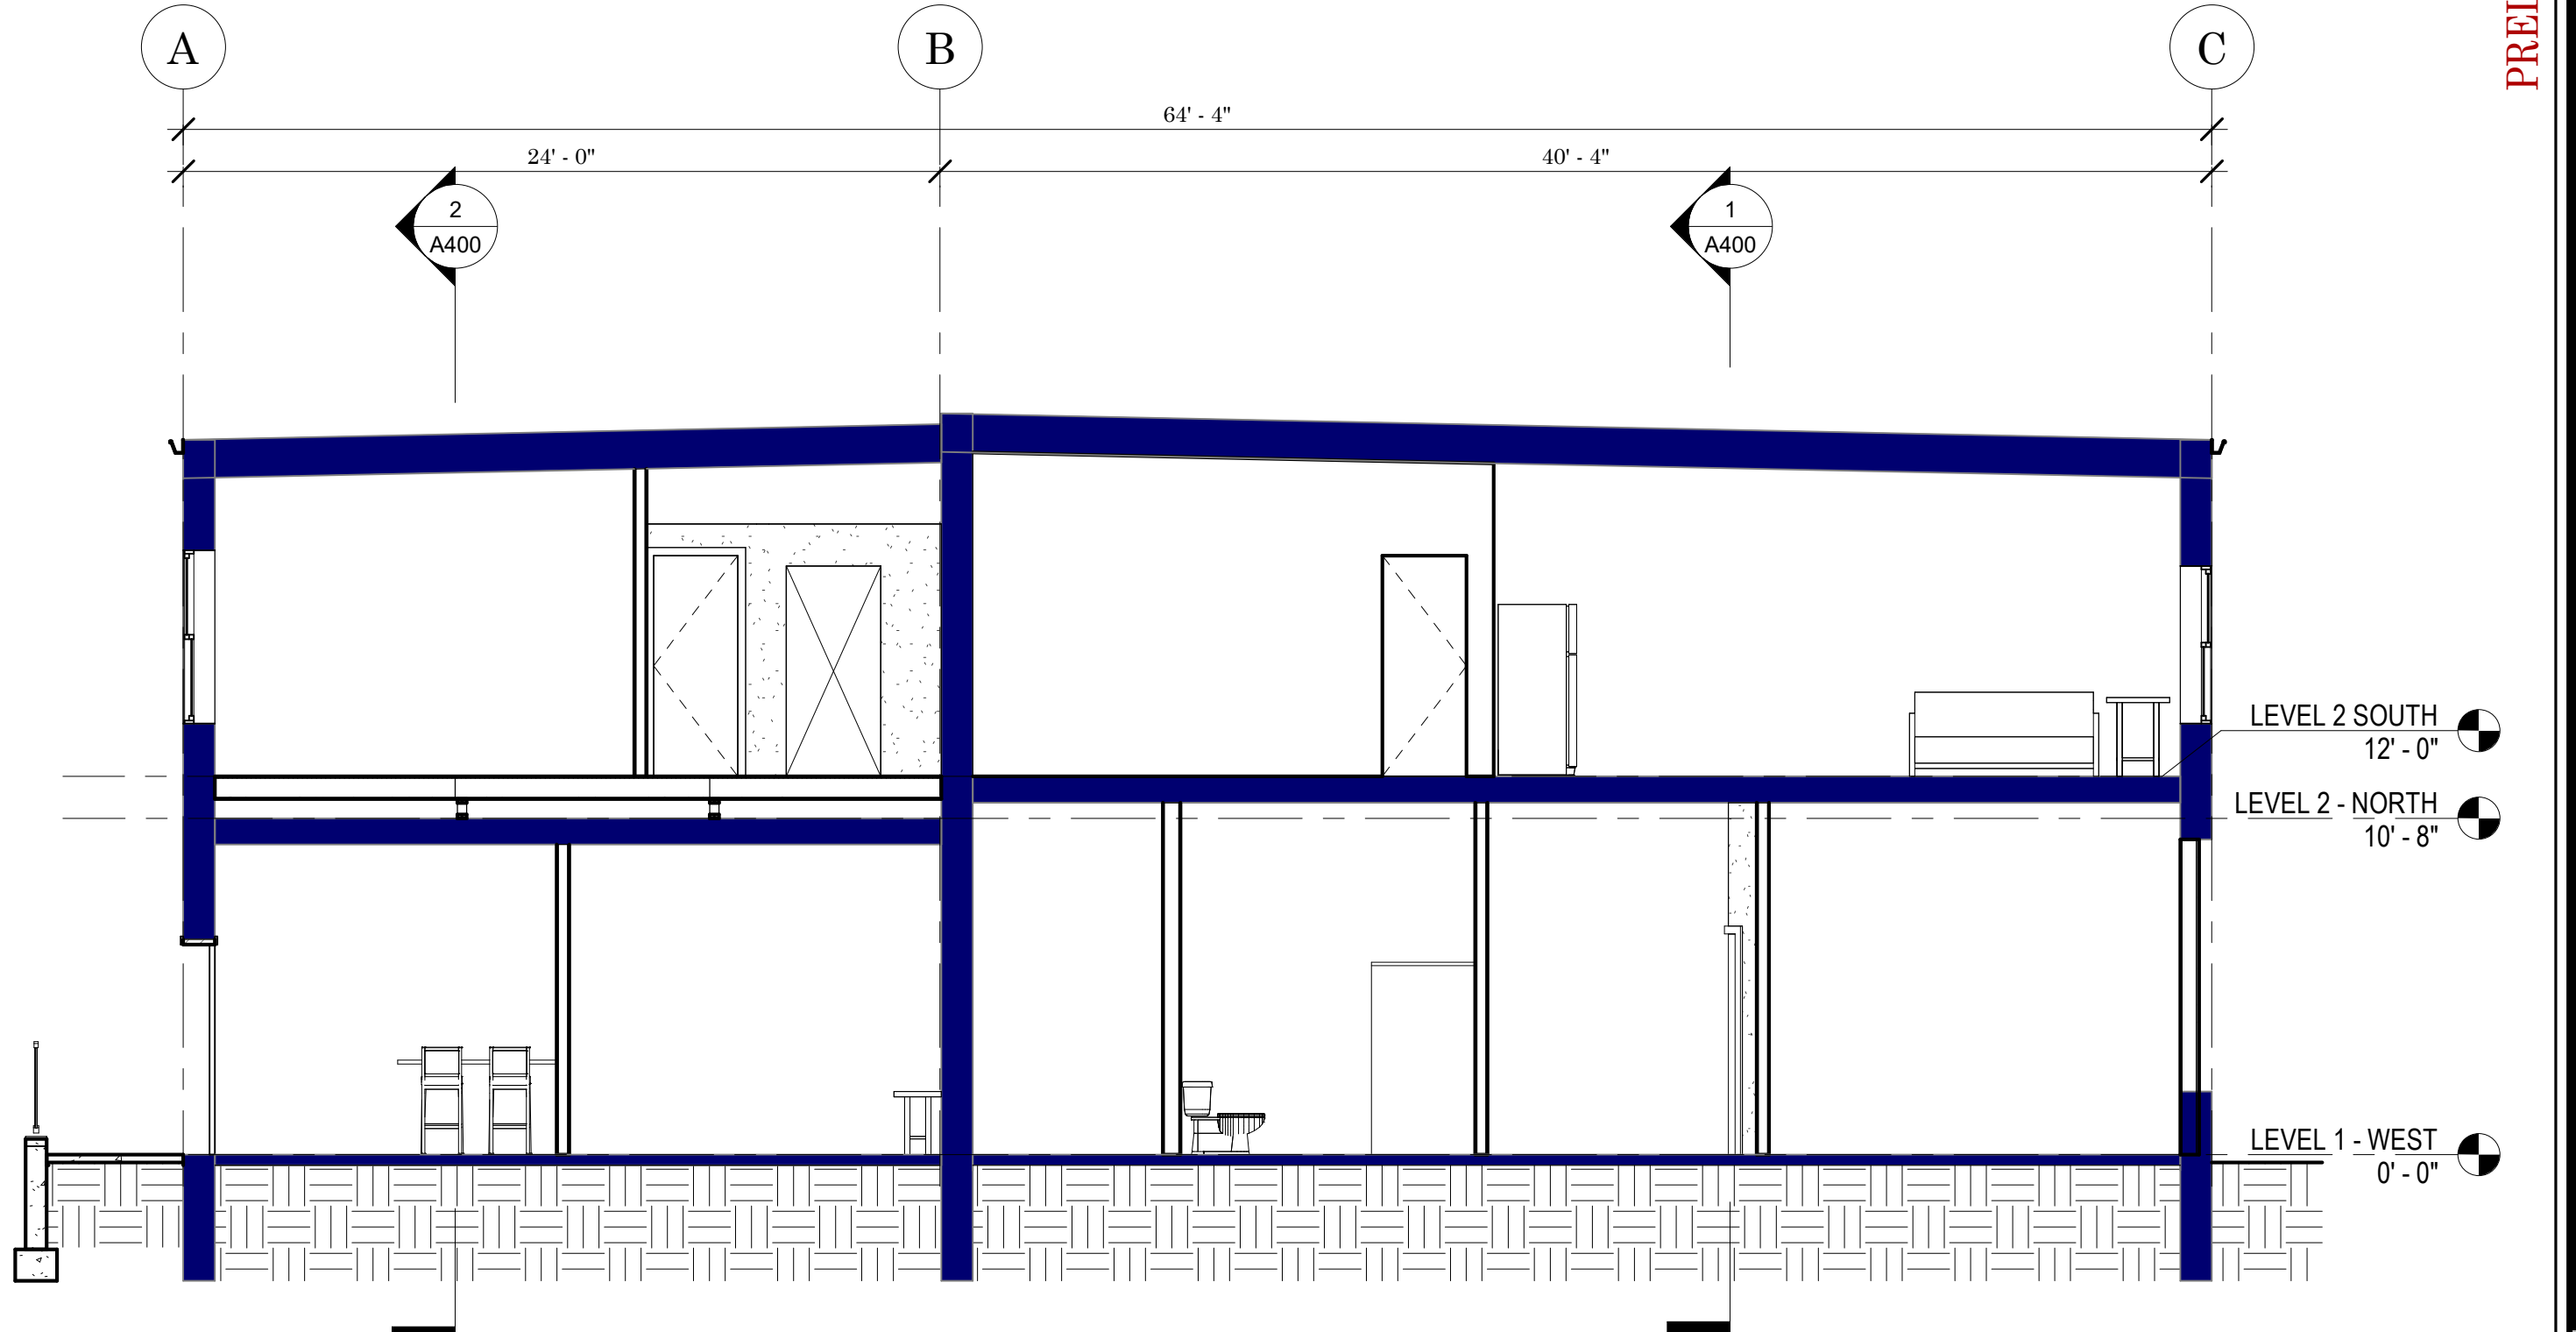 A
B
C
64' - 4"
24' - 0"
40' - 4"
2
A400
1
A400
LEVEL 2 SOUTH
12' - 0"
LEVEL 2 - NORTH
10' - 8"
LEVEL 1 - WEST
0' - 0"